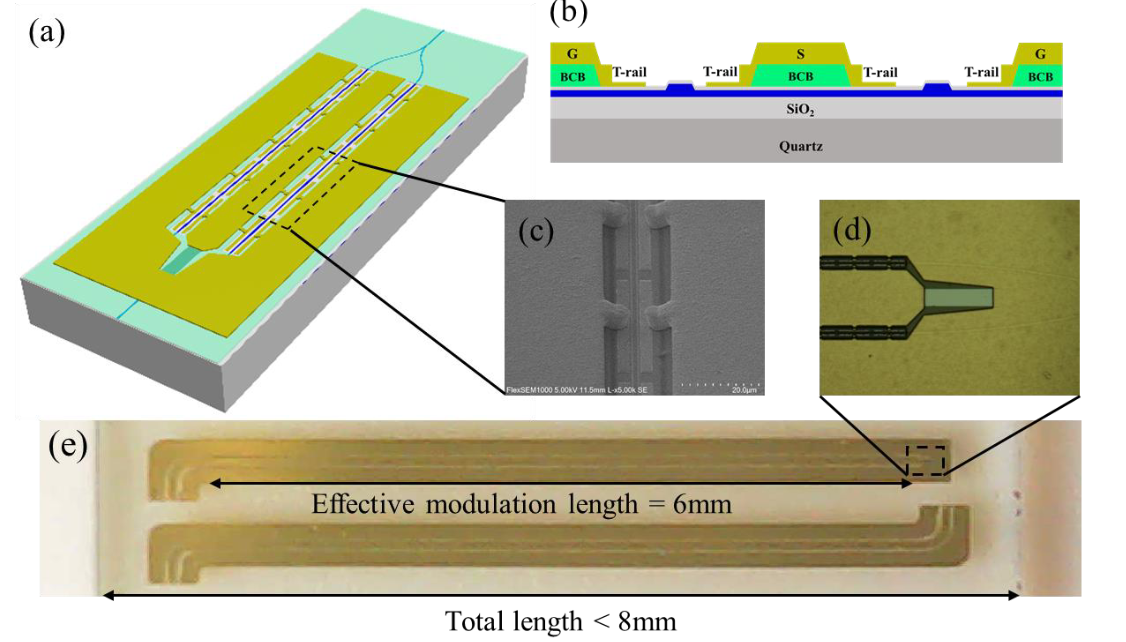 (a)
(b)
G S G
BCB T-rail T-rail BCB T-rail T-rail BCB
SiO₂
Quartz
(c)
FlexSEM1000 5.00kV 11.5mm L-x5.00k SE 20.0µm
(d)
(e)
Effective modulation length = 6mm
Total length < 8mm